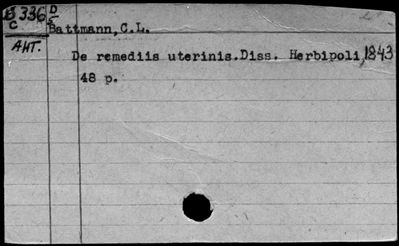 B 336 D/5
C
Battmann, C.L.
AHT.
De remediis uterinis. Diss. Herbipoli, 1843
48 p.